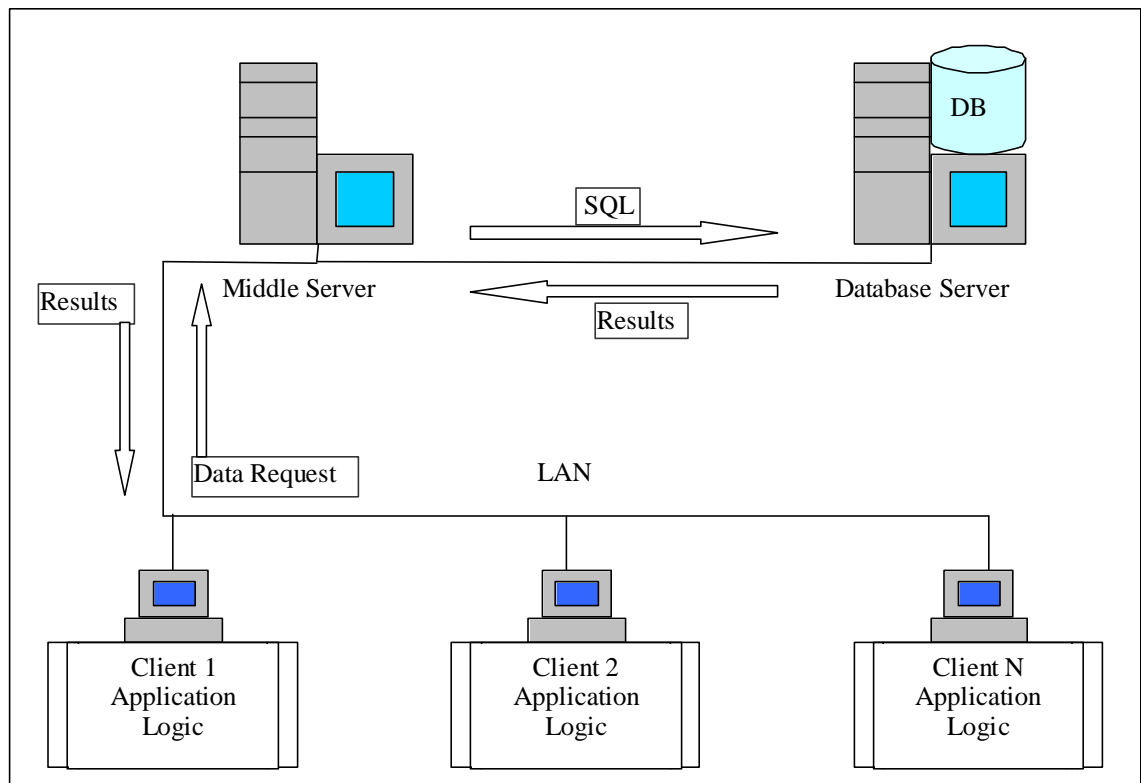 DB
SQL
Middle Server
Database Server
Results
Results
Data Request
LAN
Client 1
Application
Logic
Client 2
Application
Logic
Client N
Application
Logic